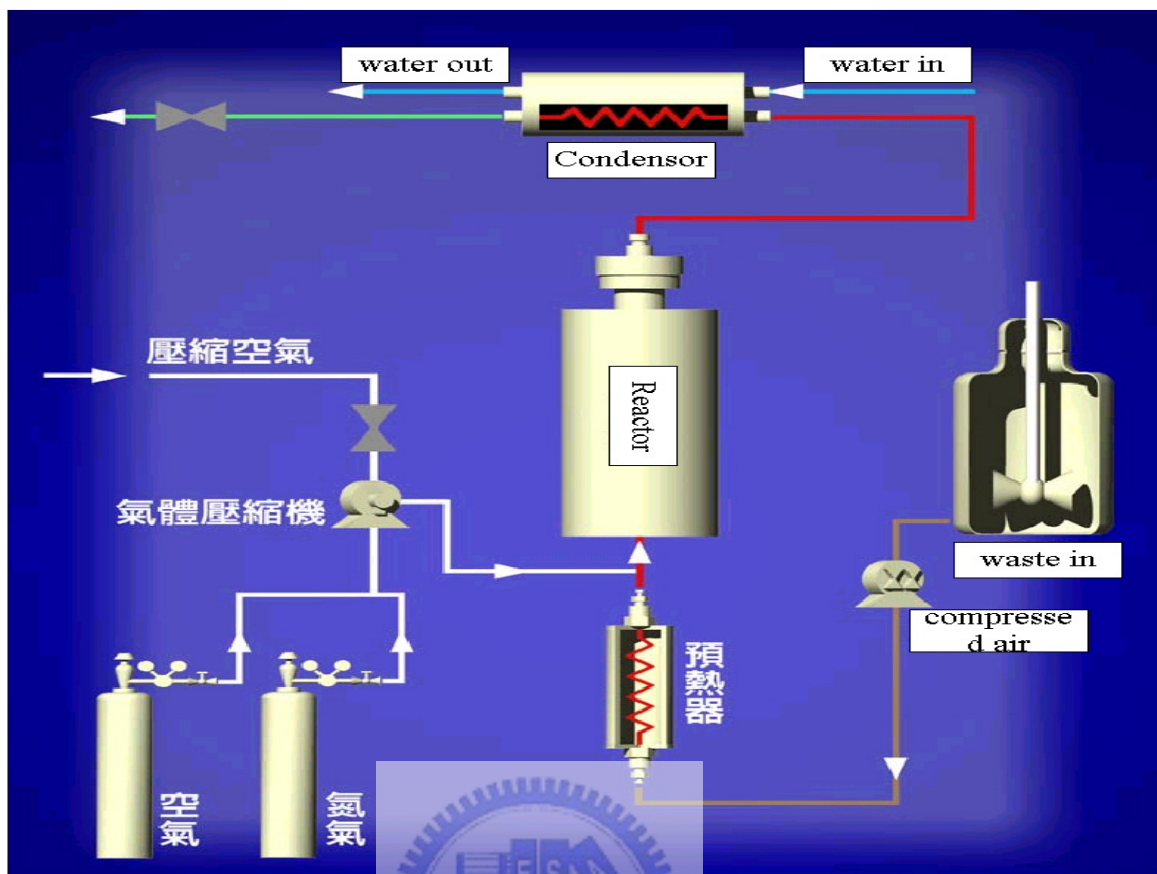 water out
water in
Condensor
壓縮空氣
Reactor
氣體壓縮機
waste in
compresse
d air
預熱器
空氣
氮氣